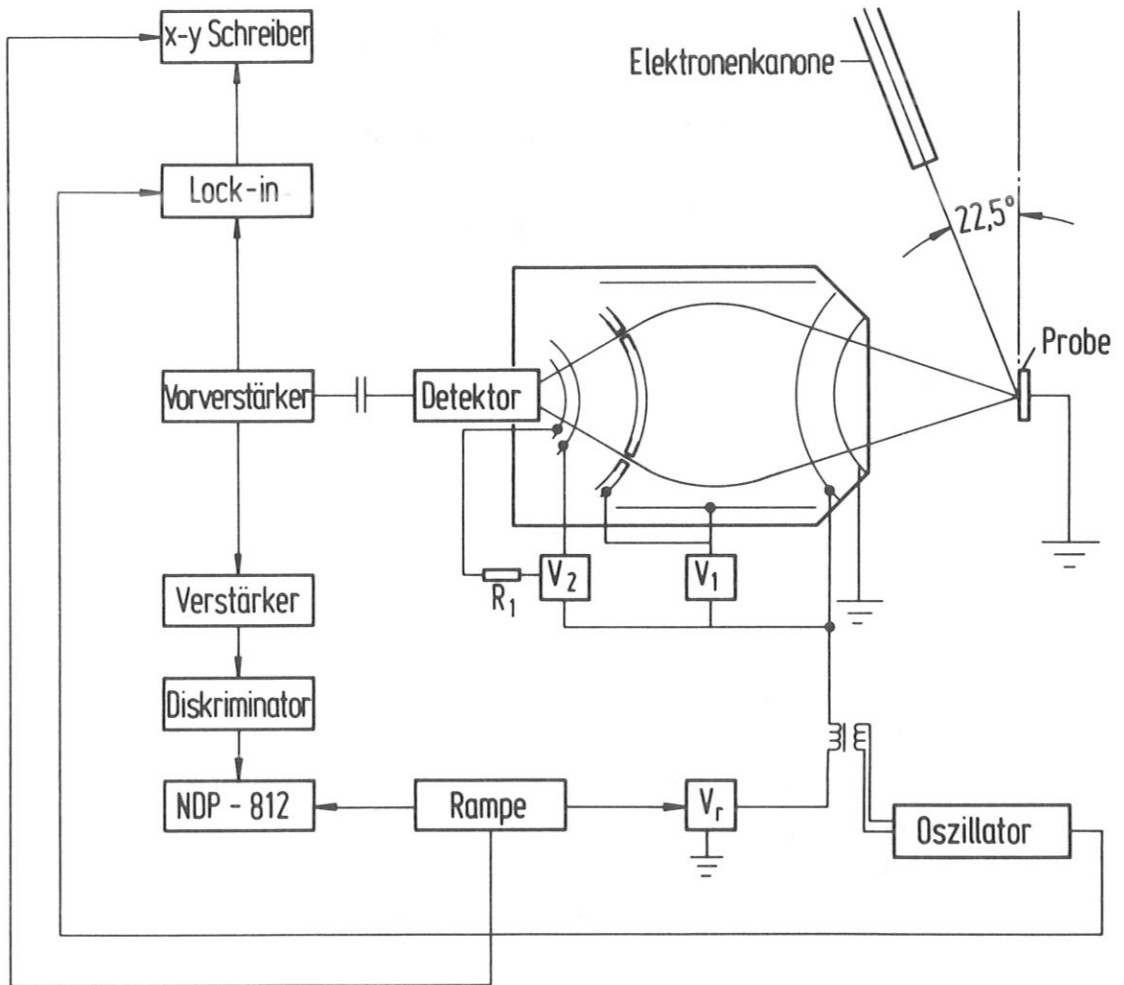 x-y Schreiber
Elektronenkanone
Lock-in
22,5°
Probe
Vorverstärker
Detektor
V2
V1
R1
Verstärker
Diskriminator
NDP - 812
Rampe
Vr
Oszillator